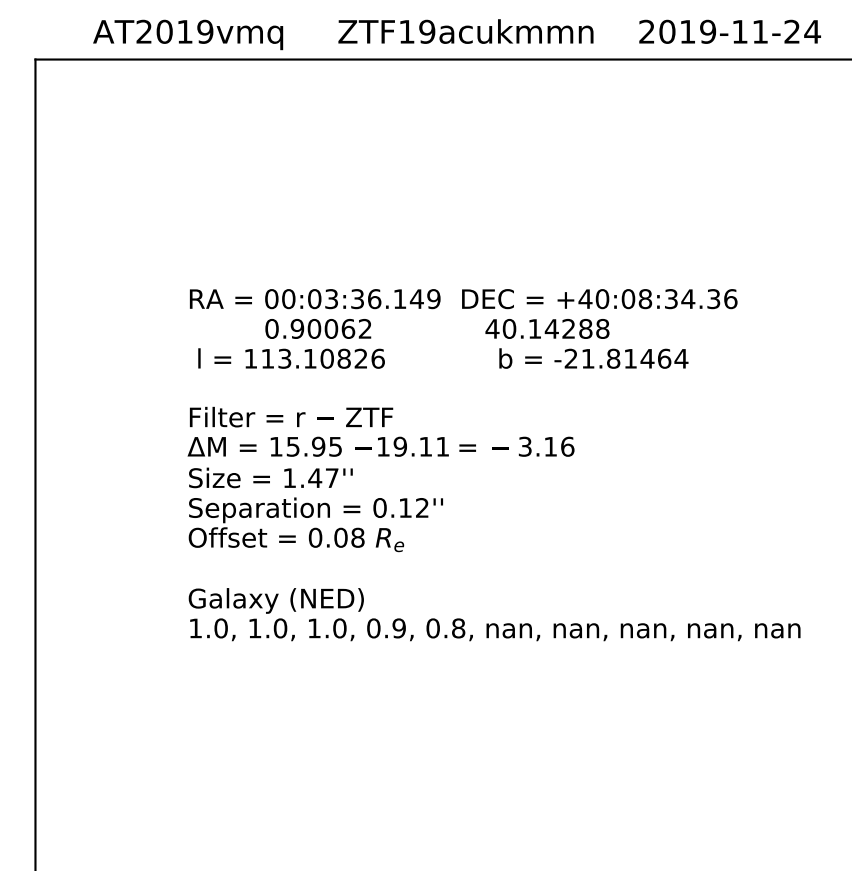 AT2019vmq ZTF19acukmmn 2019-11-24
RA = 00:03:36.149 DEC = +40:08:34.36
0.90062 40.14288
l = 113.10826 b = -21.81464
Filter = r − ZTF
ΔM = 15.95 −19.11 = − 3.16
Size = 1.47''
Separation = 0.12''
Offset = 0.08 Re
Galaxy (NED)
1.0, 1.0, 1.0, 0.9, 0.8, nan, nan, nan, nan, nan